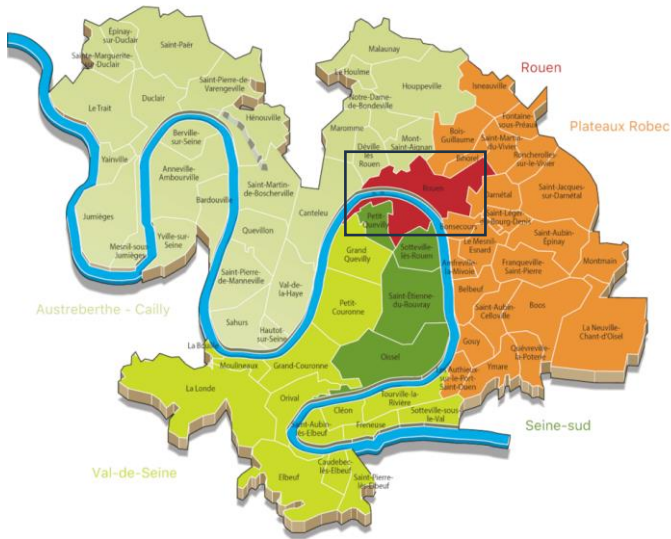 Épinay-
sur-Duclair
Saint-Paër
Sainte-Marguerite-
sur-Duclair
Saint-Pierre-de-
Varengeville
Le Trait
Duclair
Hénouville
Yainville
Berville-
sur-Seine
Anneville-
Ambourville
Bardouville
Saint-Martin-
de-Boscherville
Jumièges
Mesnil-sous-
Jumièges
Yville-sur-
Seine
Quevillon
Canteleu
Saint-Pierre-
de-Manneville
Val-de-
la-Haye
Sahurs
Hautot-
sur-Seine
Austreberthe - Cailly
Malaunay
Le Houlme
Houppeville
Notre-Dame-
de-Bondeville
Maromme
Mont-
Saint-Aignan
Déville
lès
Rouen
Rouen
Isneauville
Fontaine-
sous-Préaux
Plateaux Robec
Bois-
Guillaume
Saint-Martin-
du-Vivier
Bihorel
Roncherolles-
sur-le-Vivier
Rouen
Darnétal
Saint-Jacques-
sur-Darnétal
Saint-Léger-
du-Bourg-Denis
Bonsecours
Saint-Aubin-
Épinay
Le Mesnil-
Esnard
Franqueville-
Saint-Pierre
Montmain
Amfreville-
la-Mivoie
Belbeuf
Saint-Aubin-
Celloville
Boos
La Neuville-
Chant-d'Oisel
Gouy
Quévreville-
la-Poterie
Ymare
Les Authieux-
sur-le-Port-
Saint-Ouen
Petit-
Quevilly
Grand
Quevilly
Sotteville-
lès-Rouen
Petit-
Couronne
Saint-Étienne-
du-Rouvray
Oissel
La Bouille
Moulineaux
Grand-Couronne
La Londe
Orival
Cléon
Tourville-la-
Rivière
Sotteville-sous-
le-Val
Saint-Aubin-
lès-Elbeuf
Freneuse
Elbeuf
Caudebec-
lès-Elbeuf
Saint-Pierre-
lès-Elbeuf
Seine-sud
Val-de-Seine